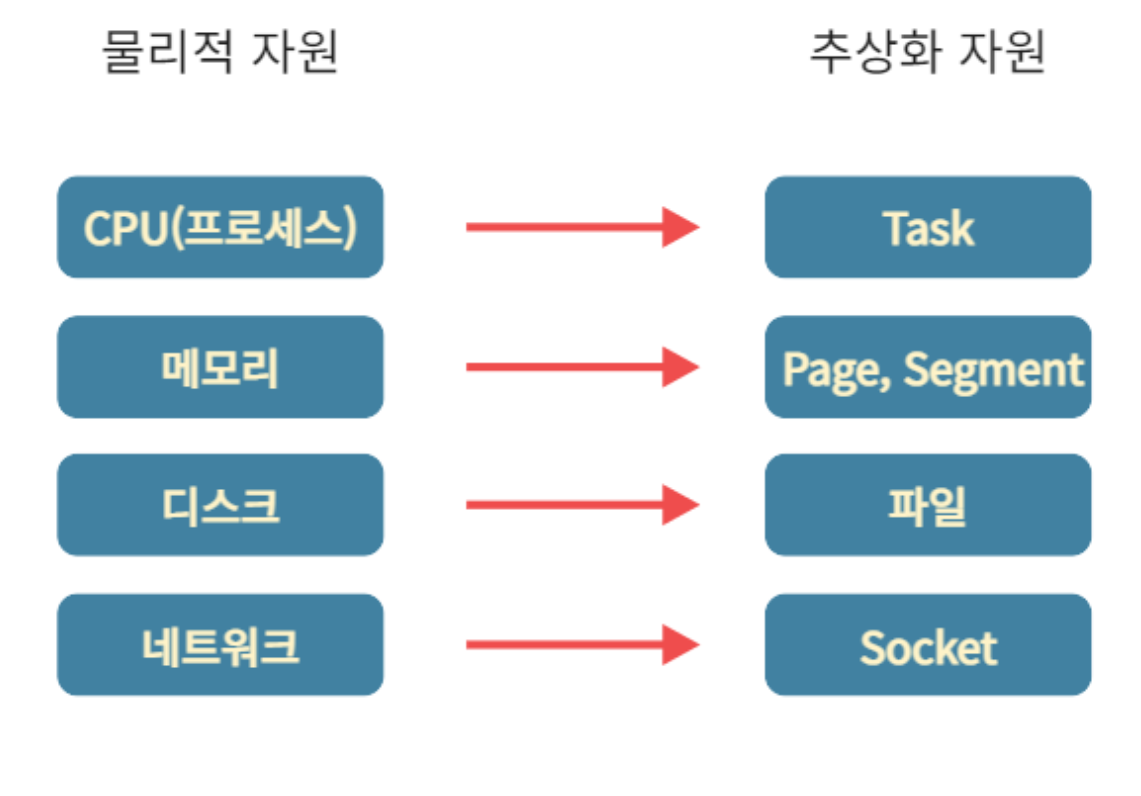 물리적 자원 추상화 자원
CPU(프로세스) Task
메모리 Page, Segment
디스크 파일
네트워크 Socket